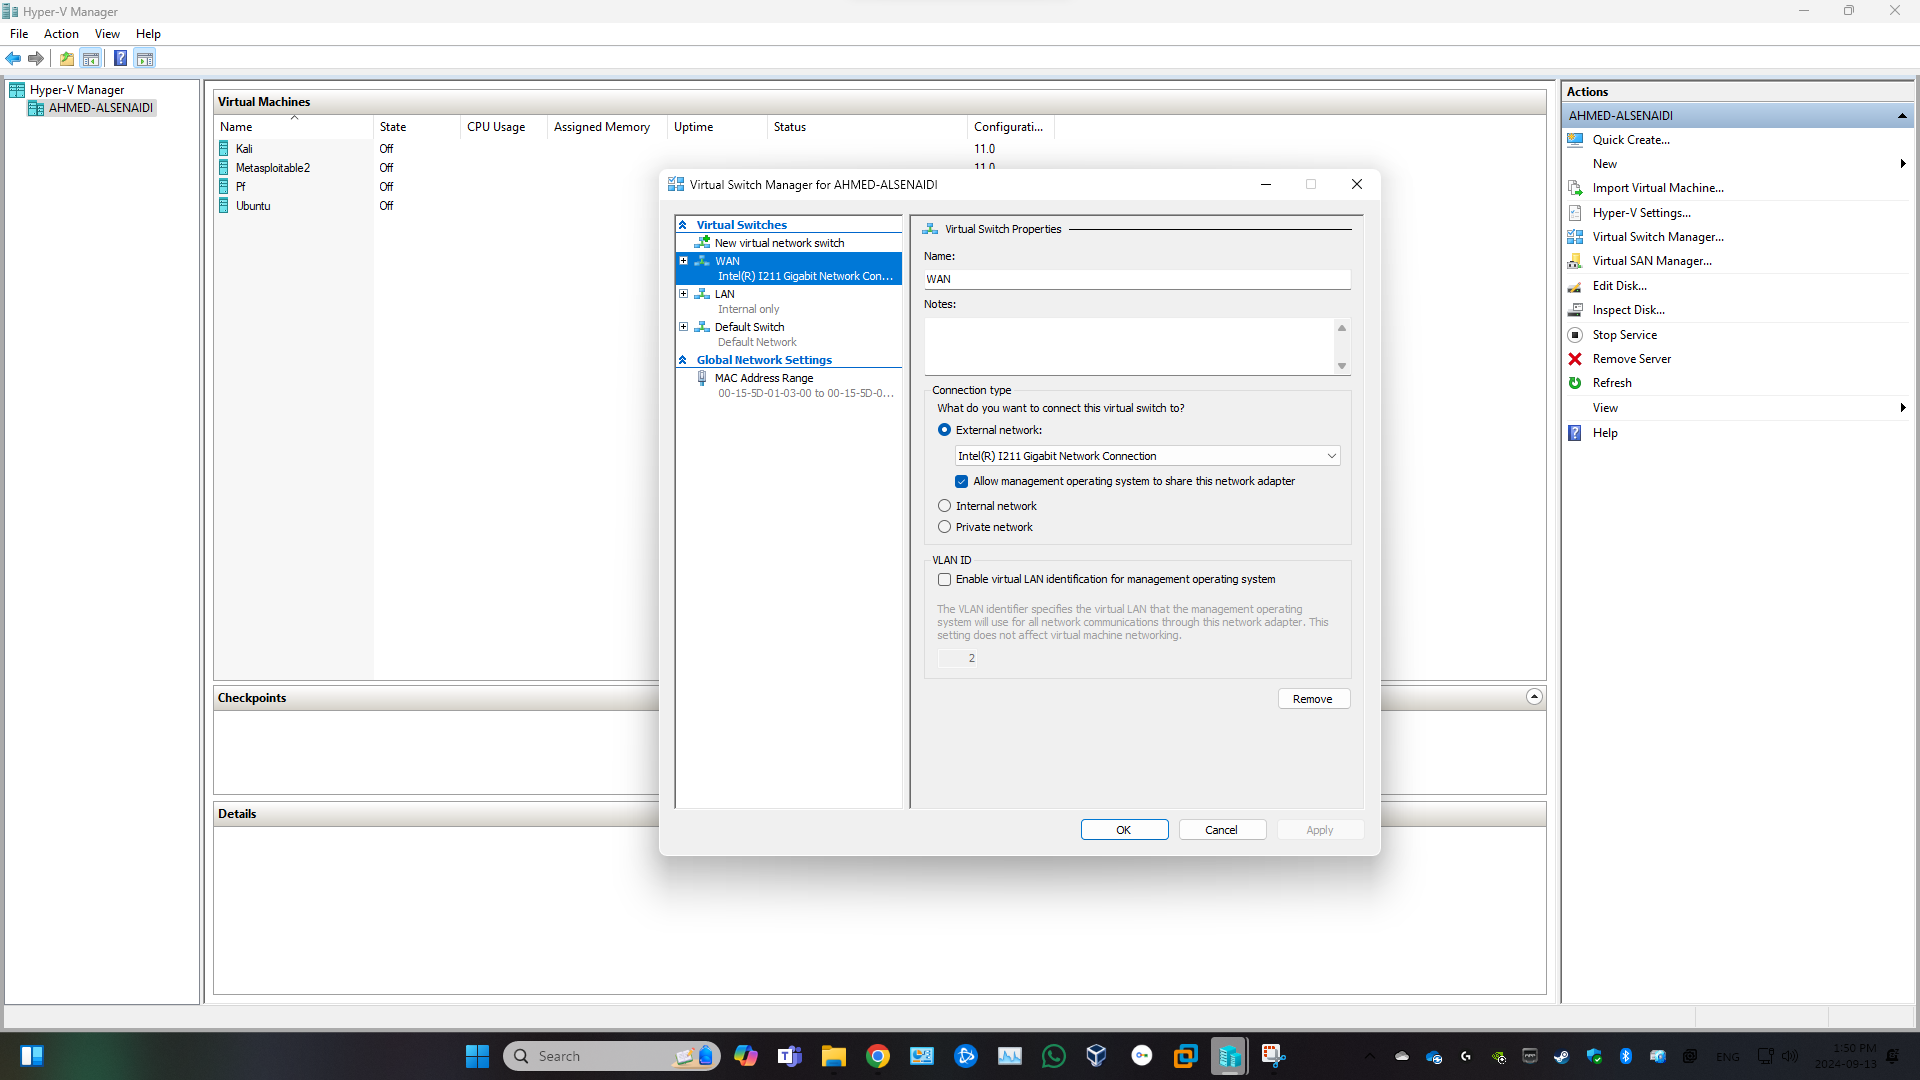 Hyper-V Manager
File Action View Help
Hyper-V Manager
AHMED-ALSENAIDI
Virtual Machines
Name State CPU Usage Assigned Memory Uptime Status Configurati...
Kali Off 11.0
Metasploitable2 Off 11.0
Pf Off
Ubuntu Off
Checkpoints
Details
Virtual Switch Manager for AHMED-ALSENAIDI
Virtual Switches
New virtual network switch
WAN
Intel(R) I211 Gigabit Network Con...
LAN
Internal only
Default Switch
Default Network
Global Network Settings
MAC Address Range
00-15-5D-01-03-00 to 00-15-5D-0...
Virtual Switch Properties
Name:
WAN
Notes:
Connection type
What do you want to connect this virtual switch to?
External network:
Intel(R) I211 Gigabit Network Connection
Allow management operating system to share this network adapter
Internal network
Private network
VLAN ID
Enable virtual LAN identification for management operating system
The VLAN identifier specifies the virtual LAN that the management operating
system will use for all network communications through this network adapter. This
setting does not affect virtual machine networking.
2
Remove
OK Cancel Apply
Actions
AHMED-ALSENAIDI
Quick Create...
New
Import Virtual Machine...
Hyper-V Settings...
Virtual Switch Manager...
Virtual SAN Manager...
Edit Disk...
Inspect Disk...
Stop Service
Remove Server
Refresh
View
Help
Search
ENG
1:50 PM
2024-09-13